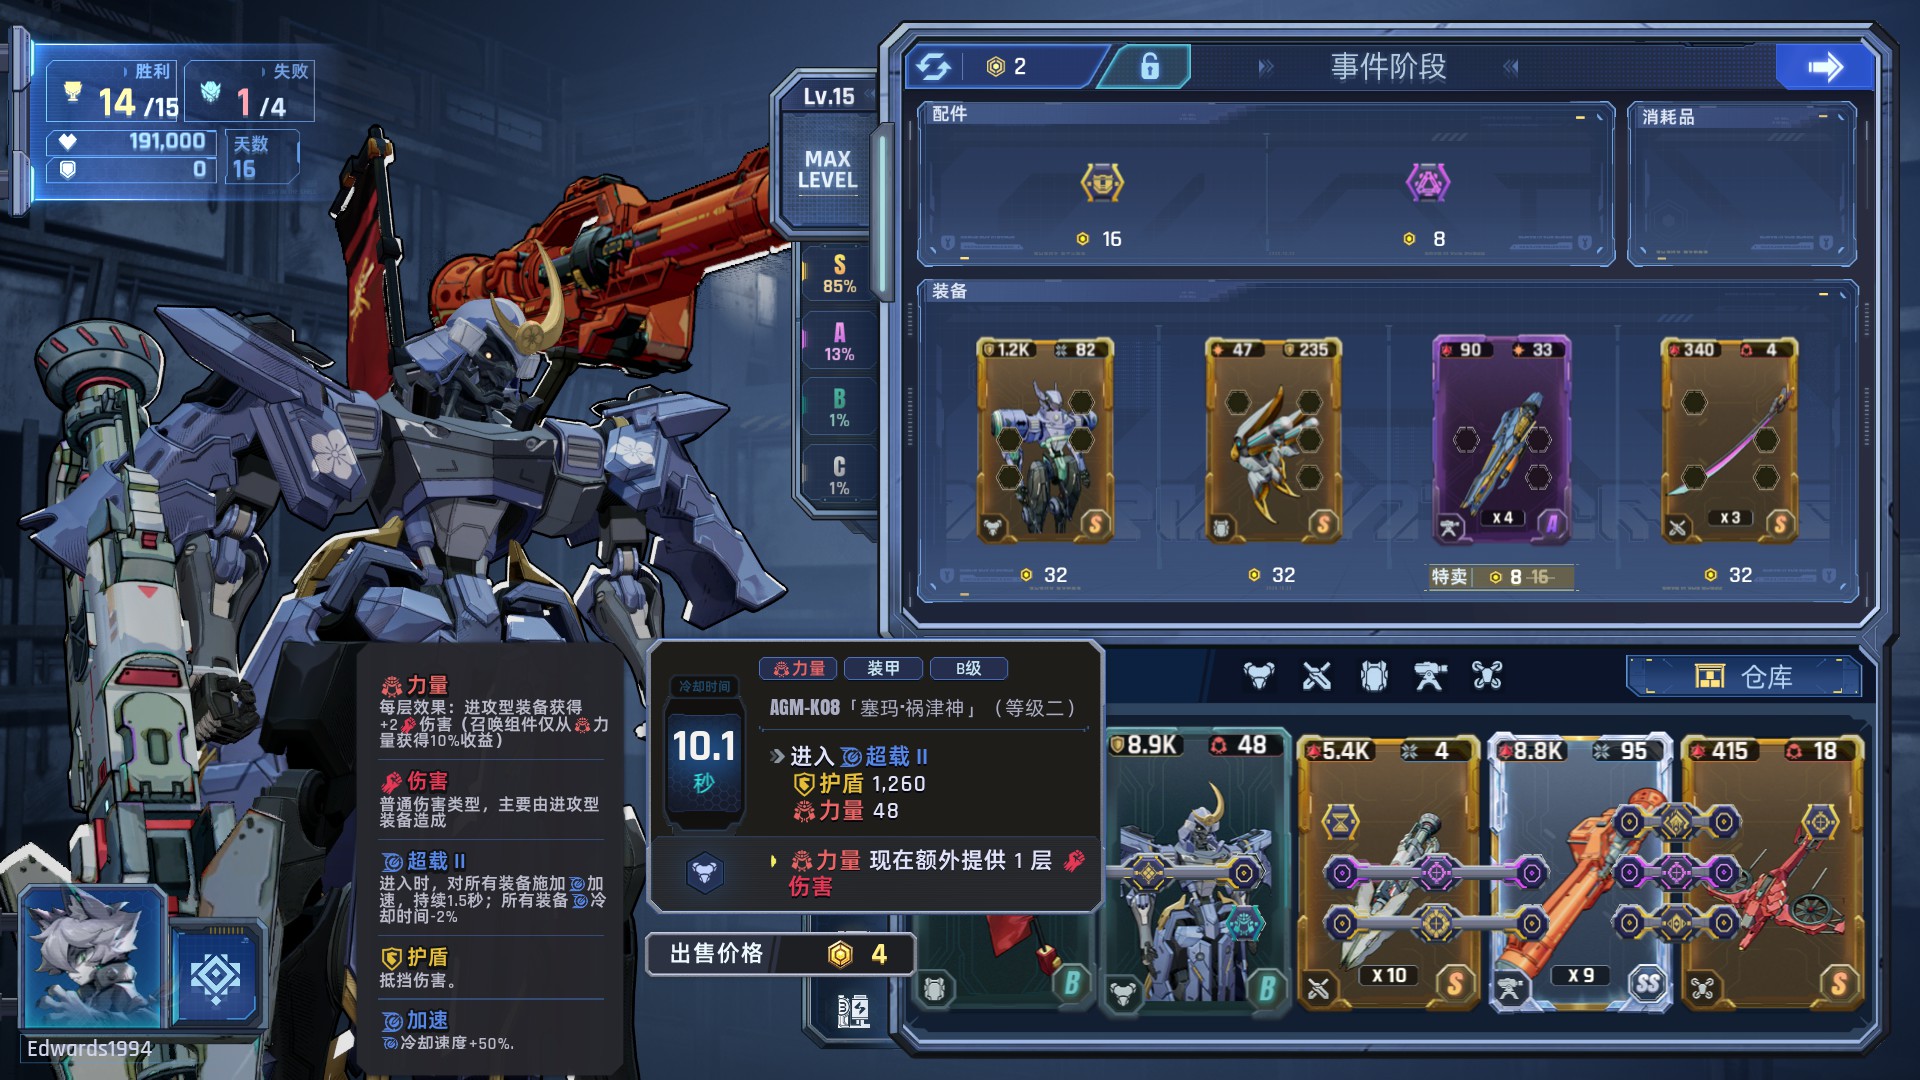 胜利
14 /15
失败
1 /4
191,000
0
天数
16
Lv.15
MAX
LEVEL
S
85%
A
13%
B
1%
C
1%
2
事件阶段
配件
16
8
消耗品
装备
1.2K 82
S
32
47 235
S
32
90 33
x4
A
特卖 8 16
340 4
x3
S
32
仓库
力量
每层效果：进攻型装备获得
+2 伤害（召唤组件仅从 力
量获得10%收益）
伤害
普通伤害类型，主要由进攻型
装备造成
超载 II
进入时，对所有装备施加 加
速，持续1.5秒；所有装备 冷
却时间-2%
护盾
抵挡伤害。
加速
冷却速度+50%.
冷却时间
10.1
秒
力量 装甲 B级
AGM-K08「塞玛·祸津神」（等级二）
进入 超载 II
护盾 1,260
力量 48
力量 现在额外提供 1 层
伤害
出售价格 4
B
8.9K 48
B
5.4K 4
x10
S
8.8K 95
x9
SS
415 18
S
Edwards1994